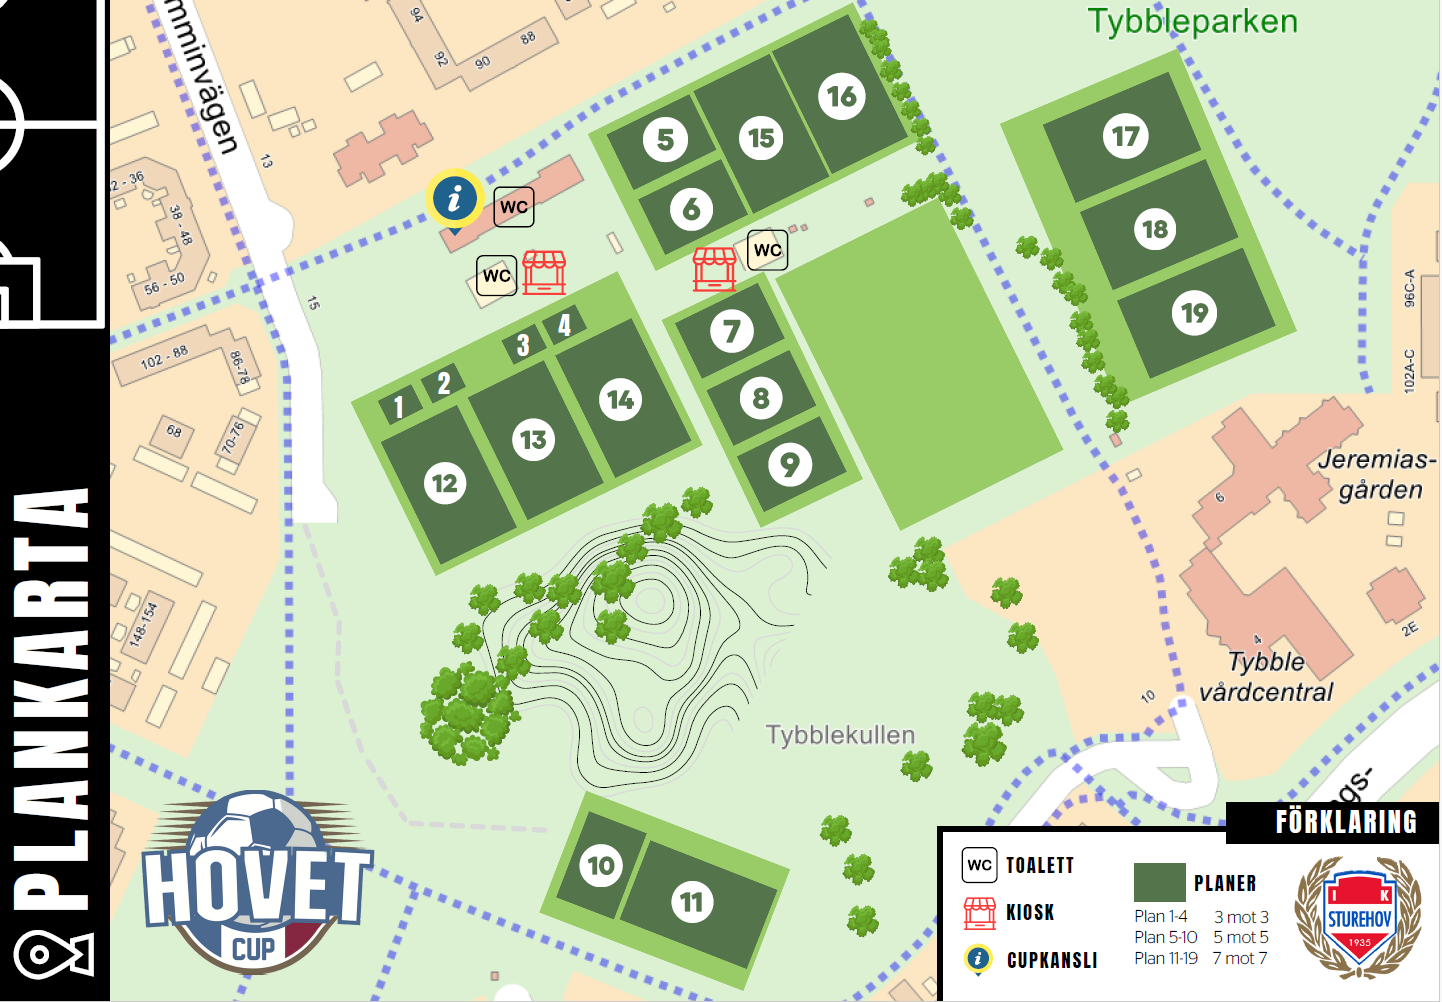 PLANKARTA
Tybbleparken
mminvägen
94
92
90
88
13
15
2 - 36
38 - 48
56 - 50
102 - 88
86-78
68
70-76
148-154
5
6
15
16
17
18
19
WC
WC
WC
1
2
3
4
12
13
14
7
8
9
10
11
96C-A
102A-C
Jeremias-
gården
6
4
2E
10
Tybble
vårdcentral
Tybblekullen
gs-
HOVET
CUP
FÖRKLARING
WC TOALETT
KIOSK
i CUPKANSLI
PLANER
Plan 1-4 3 mot 3
Plan 5-10 5 mot 5
Plan 11-19 7 mot 7
I K
STUREHOV
1935